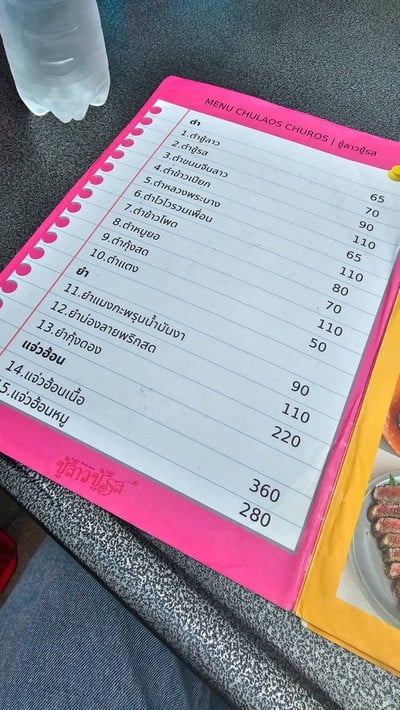 MENU CHULAOS CHUROS | ชู้ลาวชู้รส
ตำ
1.ตำชู้ลาว 65
2.ตำชู้รส 70
3.ตำขนมจีนลาว 90
4.ตำข้าวเปียก 110
5.ตำหลวงพระบาง 65
6.ตำไวไวรวมเพื่อน 110
7.ตำข้าวโพด 80
8.ตำหมูยอ 70
9.ตำกุ้งสด 110
10.ตำแตง 50
ยำ
11.ยำแมงกะพรุนน้ำมันงา 90
12.ยำน่องลายพริกสด 110
13.ยำกุ้งดอง 220
แจ่วฮ้อน
14.แจ่วฮ้อนเนื้อ 360
15.แจ่วฮ้อนหมู 280
ชู้ลาวชู้รส